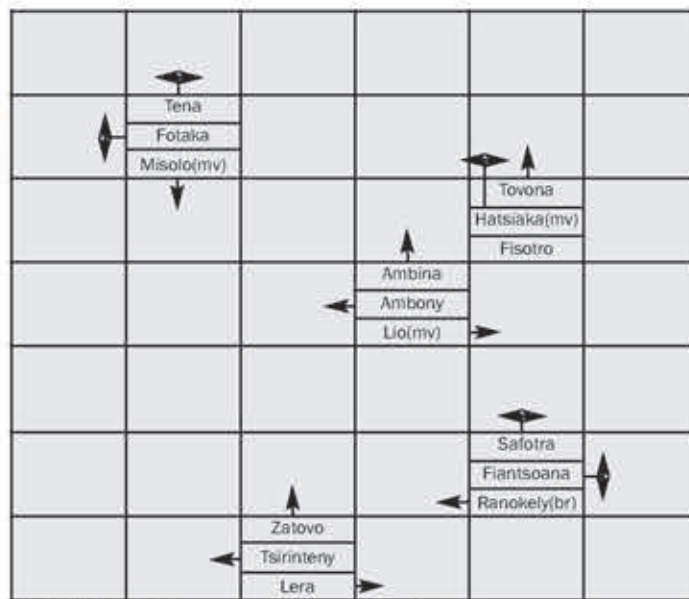 Tena
Fotaka
Misolo(mv)
Tovona
Hatsiaka(mv)
Fisotro
Ambina
Ambony
Lio(mv)
Safotra
Fiantsoana
Ranokely(br)
Zatovo
Tsirinteny
Lera